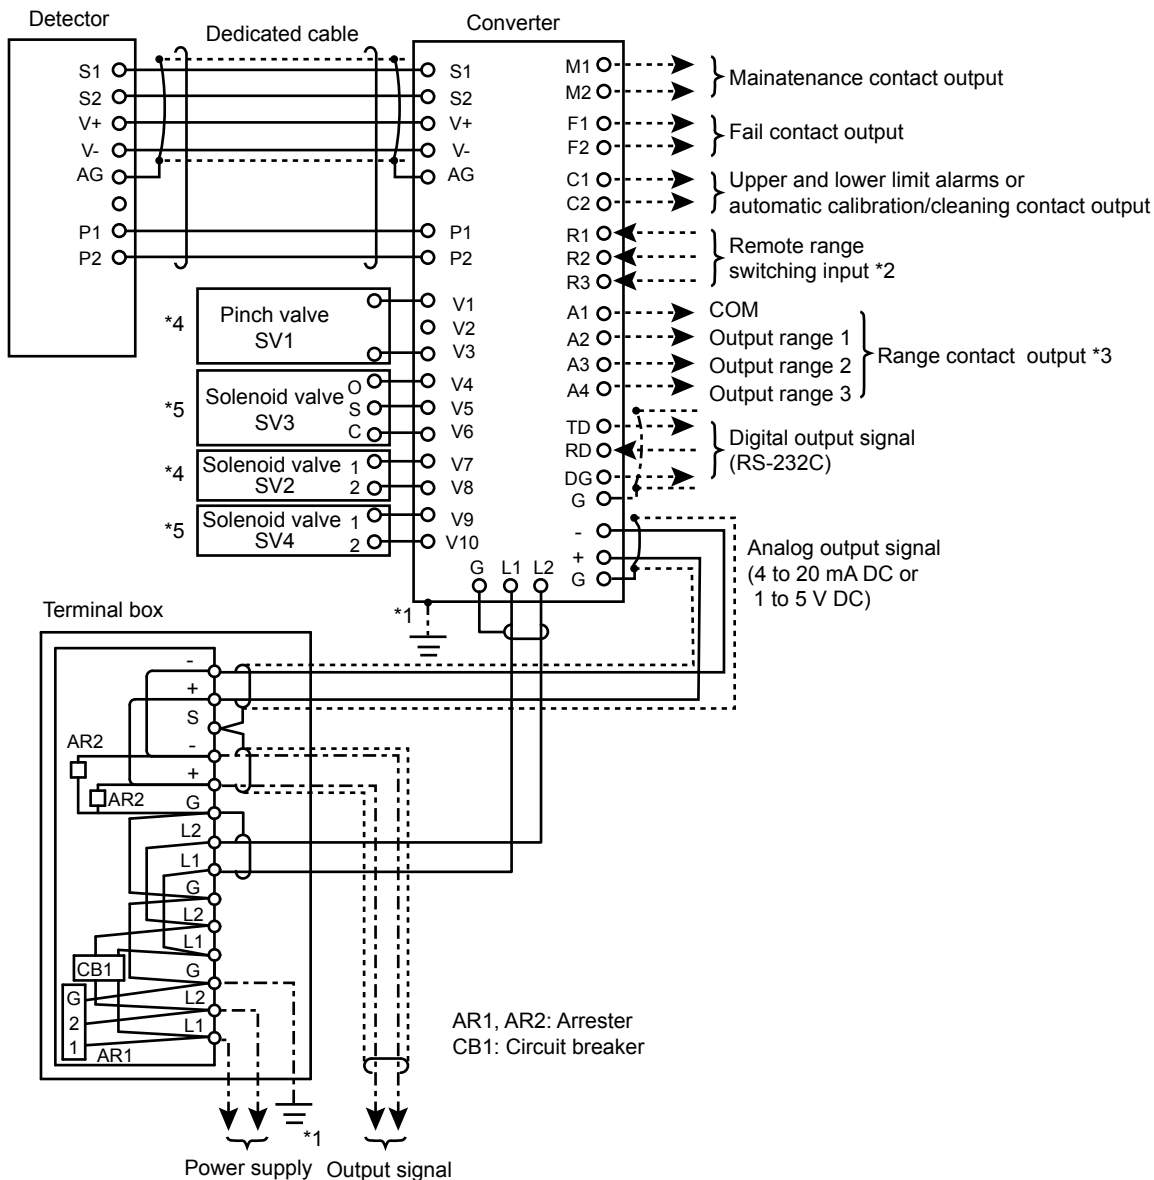 Detector
Dedicated cable
Converter
S1
S2
V+
V-
AG
P1
P2
S1
S2
V+
V-
AG
P1
P2
V1
V2
V3
V4
V5
V6
V7
V8
V9
V10
*4
Pinch valve
SV1
*5
Solenoid valve
SV3
O
S
C
*4
Solenoid valve
SV2
1
2
*5
Solenoid valve
SV4
1
2
M1
M2
Mainatenance contact output
F1
F2
Fail contact output
C1
C2
Upper and lower limit alarms or
automatic calibration/cleaning contact output
R1
R2
R3
Remote range
switching input *2
A1
A2
A3
A4
COM
Output range 1
Output range 2
Output range 3
Range contact output *3
TD
RD
DG
G
Digital output signal
(RS-232C)
-
+
G
Analog output signal
(4 to 20 mA DC or
1 to 5 V DC)
G L1 L2
*1
Terminal box
-
+
S
-
+
G
L2
L1
G
L2
L1
G
L2
L1
AR2
AR2
CB1
G
2
1
AR1
AR1, AR2: Arrester
CB1: Circuit breaker
*1
Power supply
Output signal